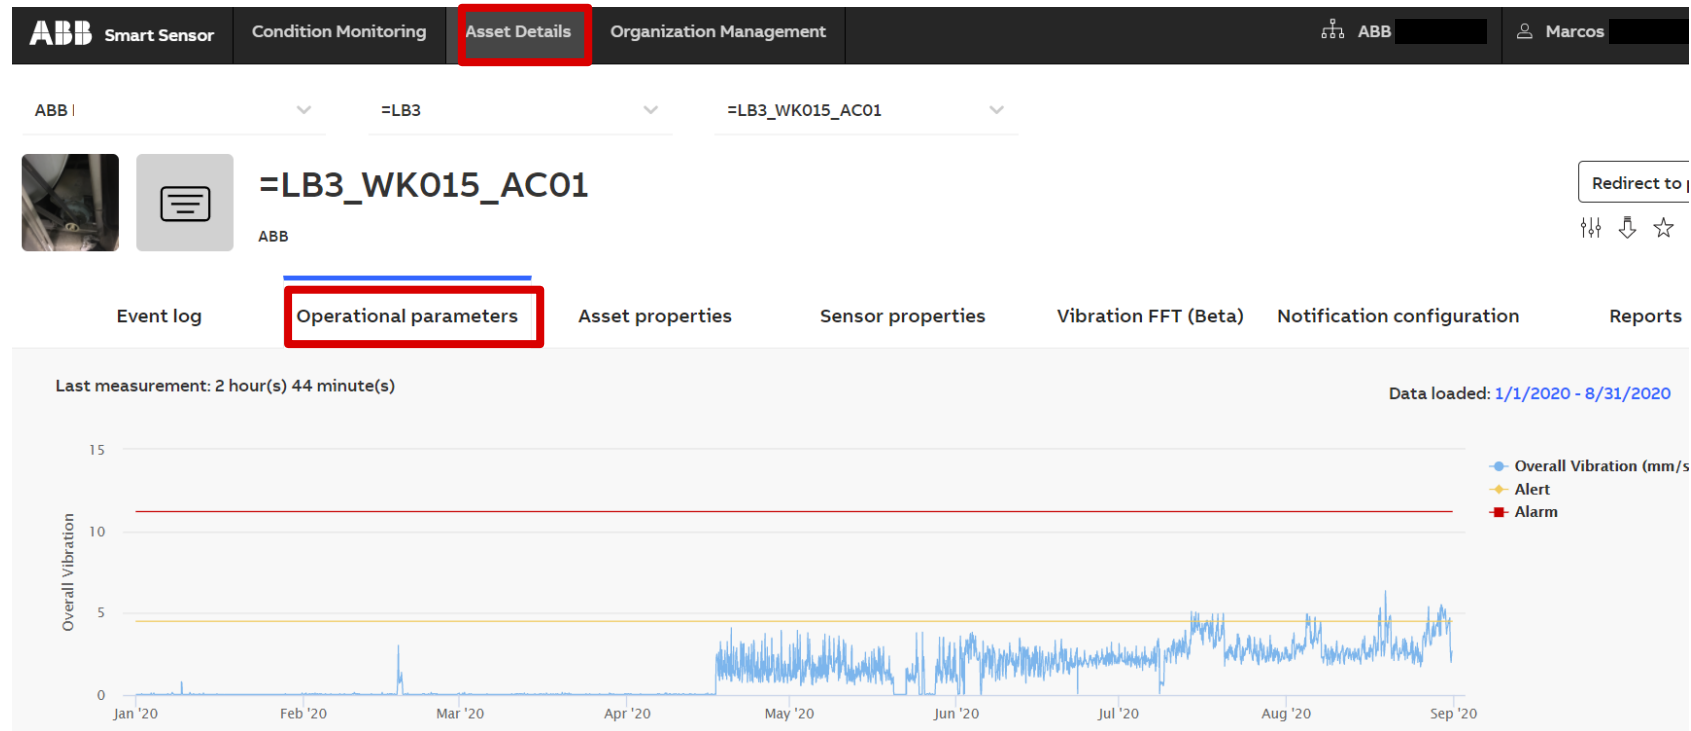 ABB Smart Sensor Condition Monitoring Asset Details Organization Management ABB Marcos
ABB =LB3 =LB3_WK015_AC01
=LB3_WK015_AC01
Redirect to
ABB
Event log Operational parameters Asset properties Sensor properties Vibration FFT (Beta) Notification configuration Reports
Last measurement: 2 hour(s) 44 minute(s)
Data loaded: 1/1/2020 - 8/31/2020
Overall Vibration
15
10
5
0
Jan '20 Feb '20 Mar '20 Apr '20 May '20 Jun '20 Jul '20 Aug '20 Sep '20
Overall Vibration (mm/s
Alert
Alarm